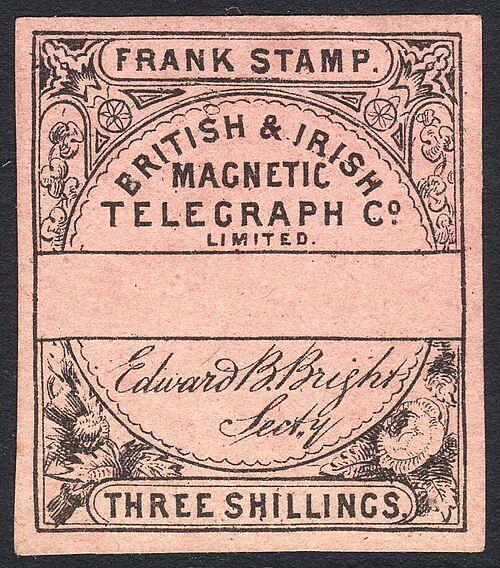 FRANK STAMP.
BRITISH & IRISH
MAGNETIC
TELEGRAPH Cº
LIMITED.
Edward B. Bright
Secty
THREE SHILLINGS.